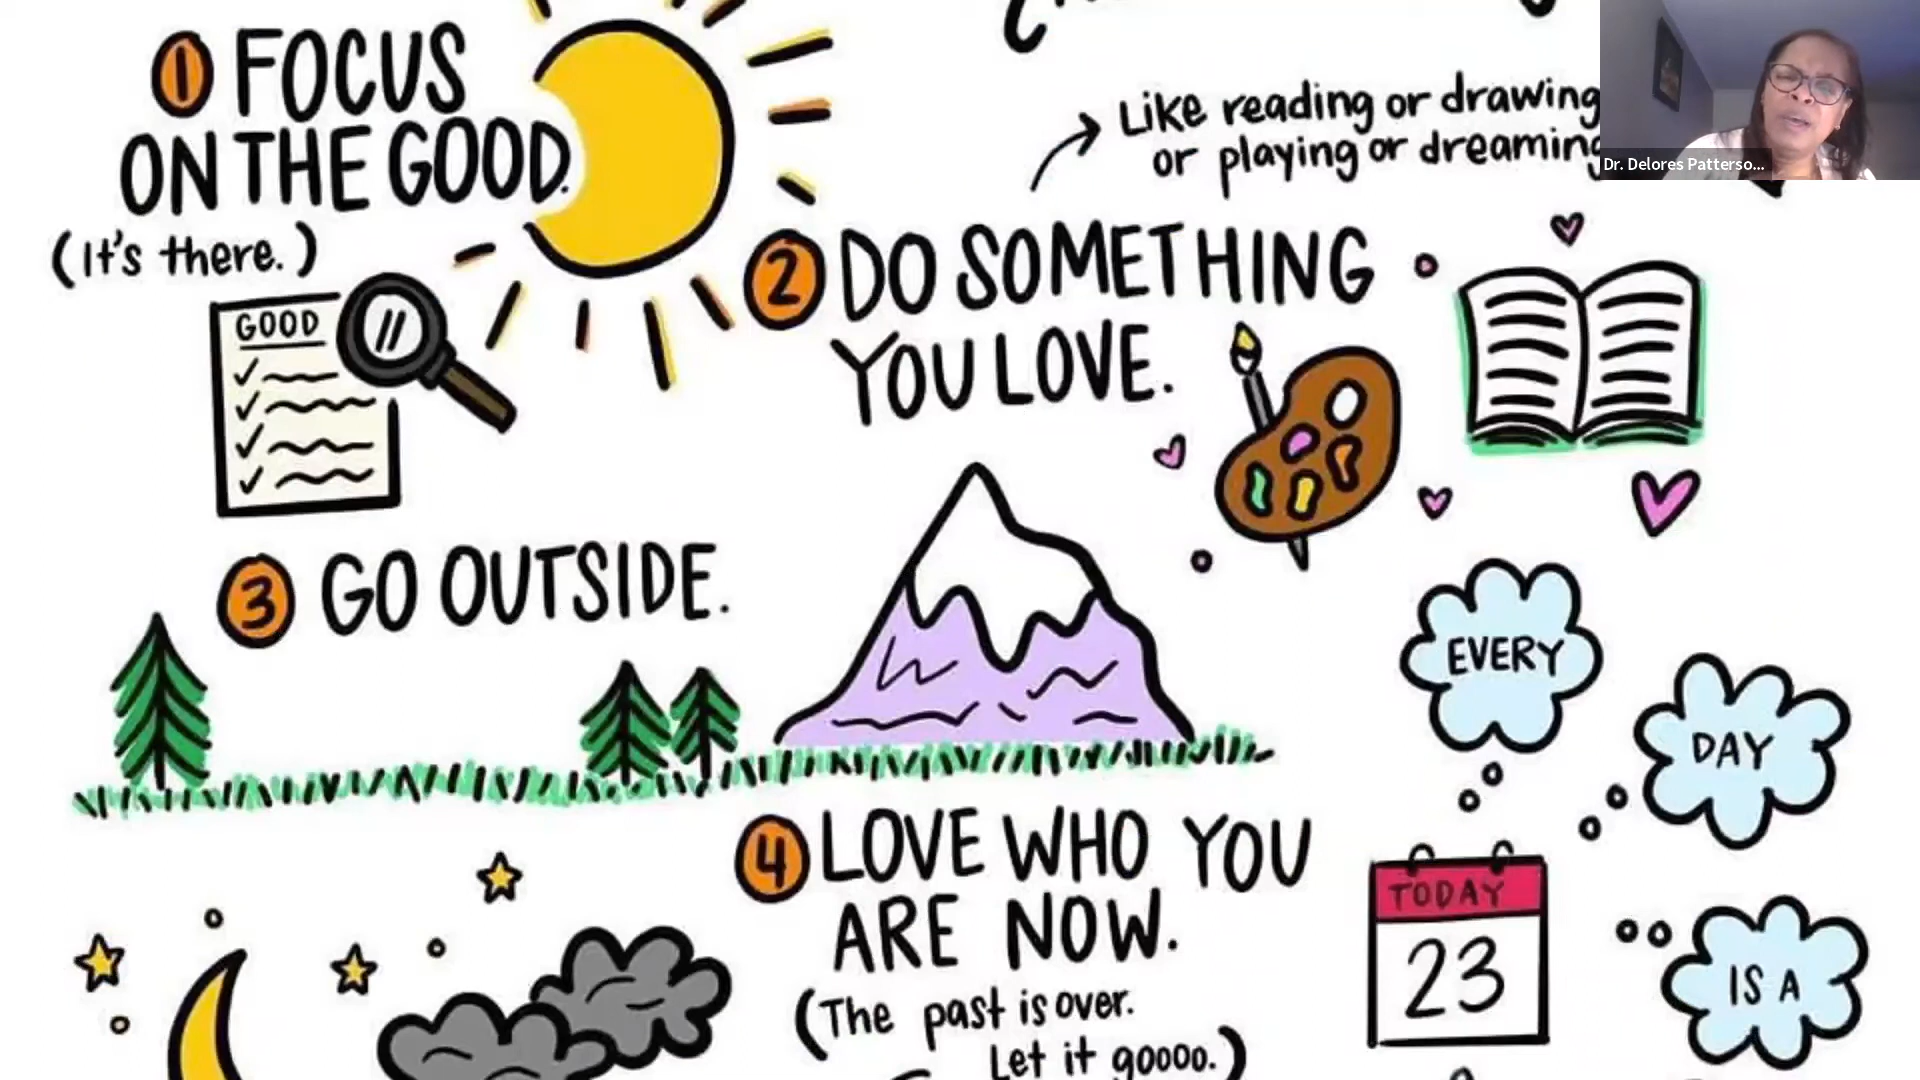 1 FOCUS
ON THE GOOD.
(It's there.)
GOOD
Like reading or drawing
or playing or dreaming
Dr. Delores Patterso...
2 DO SOMETHING
YOU LOVE.
3 GO OUTSIDE.
EVERY
DAY
4 LOVE WHO YOU
ARE NOW.
(The past is over.
Let it goooo.)
TODAY
23
IS A